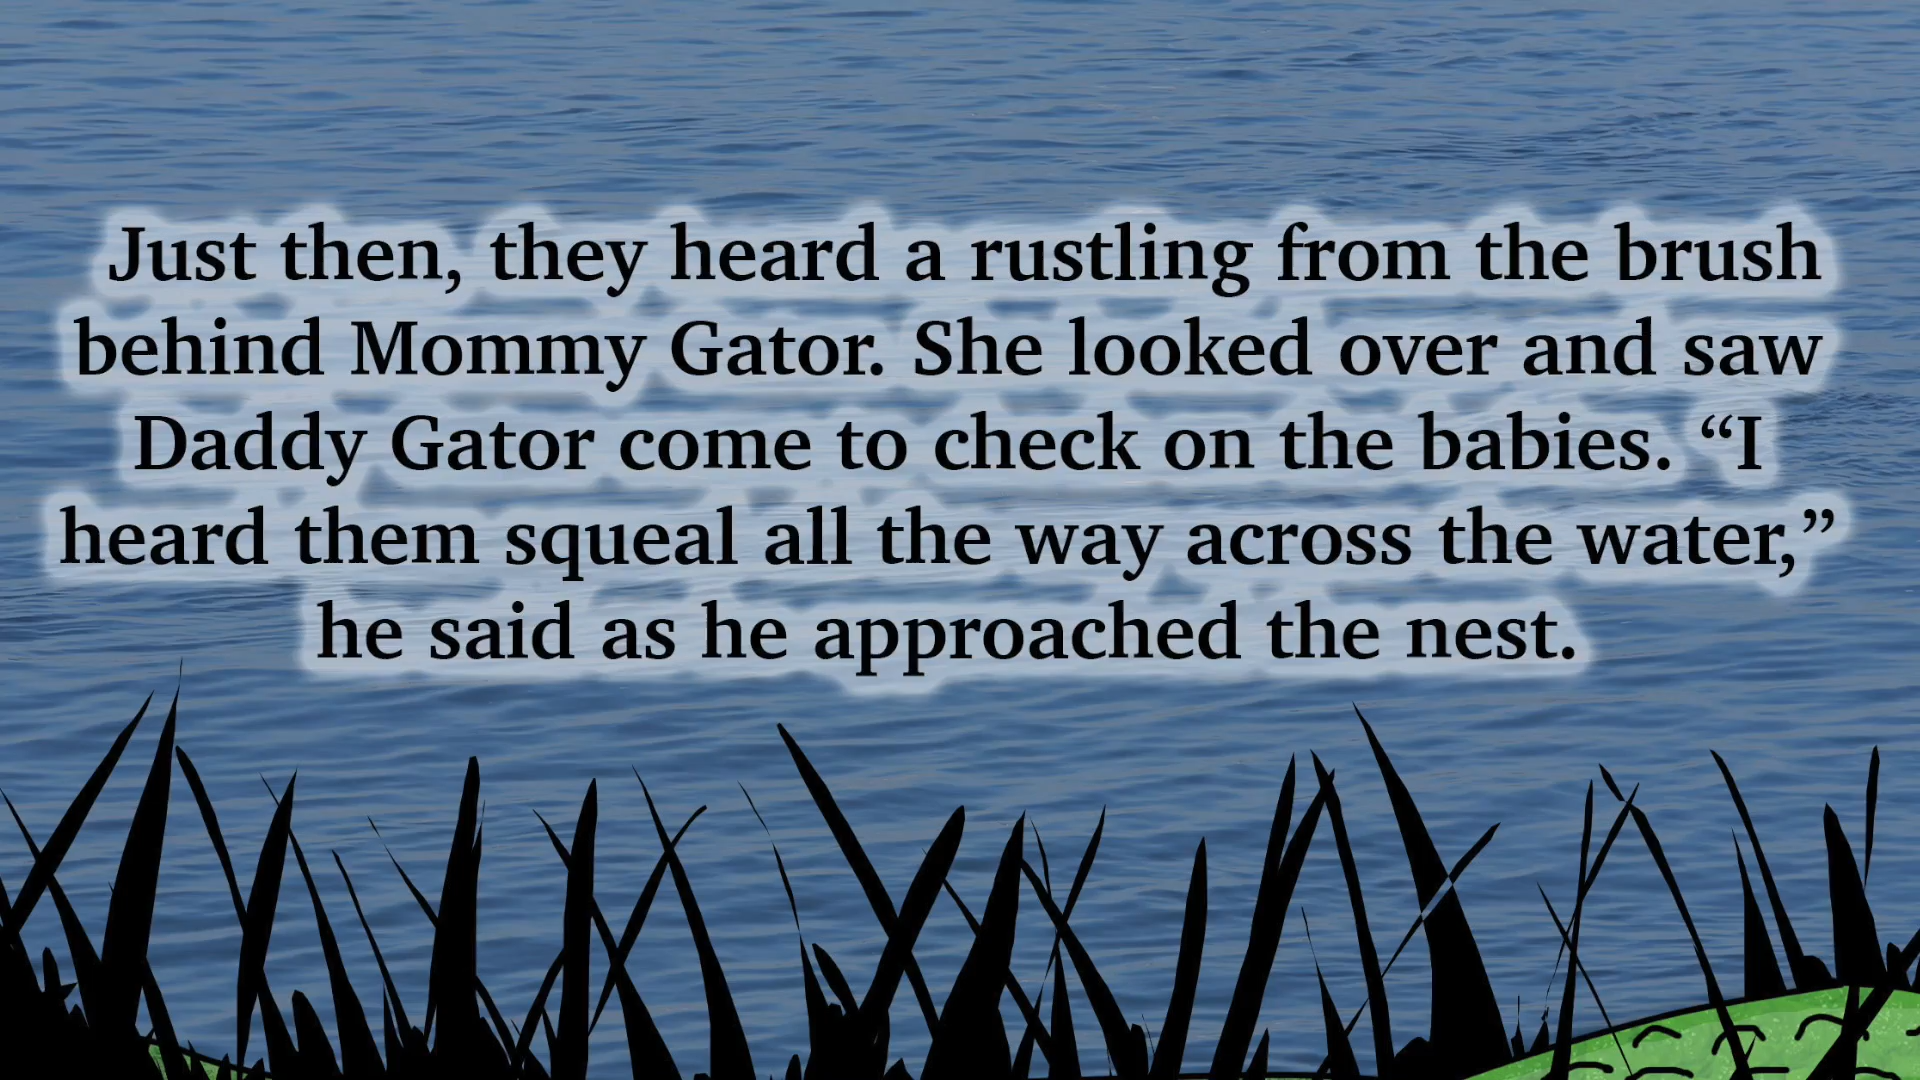 Just then, they heard a rustling from the brush
behind Mommy Gator. She looked over and saw
Daddy Gator come to check on the babies. “I
heard them squeal all the way across the water,”
he said as he approached the nest.